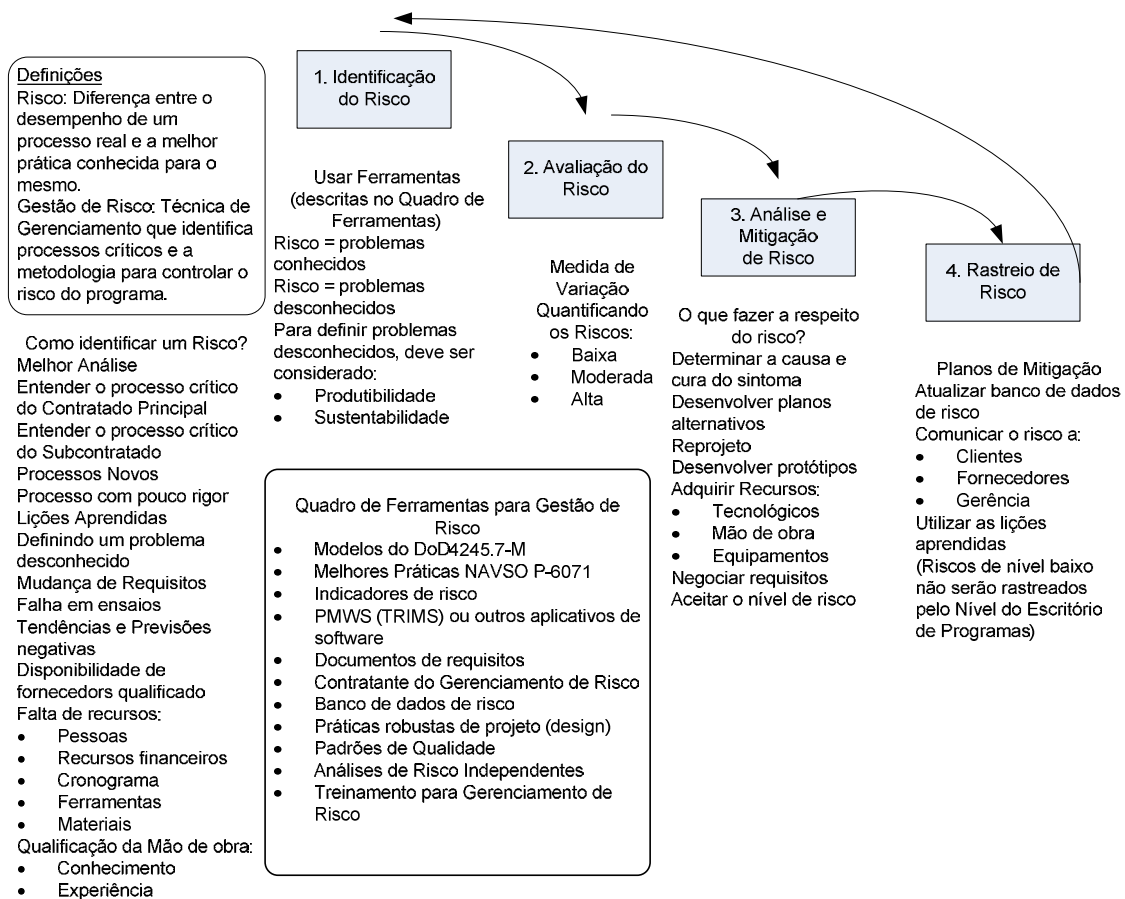 Definições
Risco: Diferença entre o
desempenho de um
processo real e a melhor
prática conhecida para o
mesmo.
Gestão de Risco: Técnica de
Gerenciamento que identifica
processos críticos e a
metodologia para controlar o
risco do programa.
Como identificar um Risco?
Melhor Análise
Entender o processo crítico
do Contratado Principal
Entender o processo crítico
do Subcontratado
Processos Novos
Processo com pouco rigor
Lições Aprendidas
Definindo um problema
desconhecido
Mudança de Requisitos
Falha em ensaios
Tendências e Previsões
negativas
Disponibilidade de
fornecedors qualificado
Falta de recursos:
• Pessoas
• Recursos financeiros
• Cronograma
• Ferramentas
• Materiais
Qualificação da Mão de obra:
• Conhecimento
• Experiência
1. Identificação
do Risco
Usar Ferramentas
(descritas no Quadro de
Ferramentas)
Risco = problemas
conhecidos
Risco = problemas
desconhecidos
Para definir problemas
desconhecidos, deve ser
considerado:
• Produtibilidade
• Sustentabilidade
2. Avaliação do
Risco
Medida de
Variação
Quantificando
os Riscos:
• Baixa
• Moderada
• Alta
3. Análise e
Mitigação
de Risco
O que fazer a respeito
do risco?
Determinar a causa e
cura do sintoma
Desenvolver planos
alternativos
Reprojeto
Desenvolver protótipos
Adquirir Recursos:
• Tecnológicos
• Mão de obra
• Equipamentos
Negociar requisitos
Aceitar o nível de risco
4. Rastreio de
Risco
Planos de Mitigação
Atualizar banco de dados
de risco
Comunicar o risco a:
• Clientes
• Fornecedores
• Gerência
Utilizar as lições
aprendidas
(Riscos de nível baixo
não serão rastreados
pelo Nível do Escritório
de Programas)
Quadro de Ferramentas para Gestão de
Risco
• Modelos do DoD4245.7-M
• Melhores Práticas NAVSO P-6071
• Indicadores de risco
• PMWS (TRIMS) ou outros aplicativos de
software
• Documentos de requisitos
• Contratante do Gerenciamento de Risco
• Banco de dados de risco
• Práticas robustas de projeto (design)
• Padrões de Qualidade
• Análises de Risco Independentes
• Treinamento para Gerenciamento de
Risco